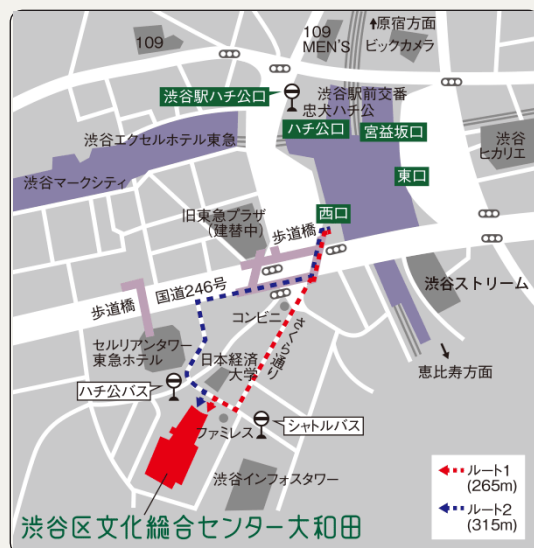 ↑原宿方面
109
109
MEN'S
ビックカメラ
渋谷駅ハチ公口
渋谷駅前交番
忠犬ハチ公
ハチ公口
宮益坂口
渋谷エクセルホテル東急
渋谷
ヒカリエ
渋谷マークシティ
東口
西口
旧東急プラザ
(建替中)
歩道橋
国道246号
歩道橋
渋谷ストリーム
コンビニ
さくら通り
セルリアンタワー
東急ホテル
日本経済
大学
恵比寿方面
ハチ公バス
ファミレス
シャトルバス
渋谷インフォスタワー
ルート1
(265m)
ルート2
(315m)
渋谷区文化総合センター大和田